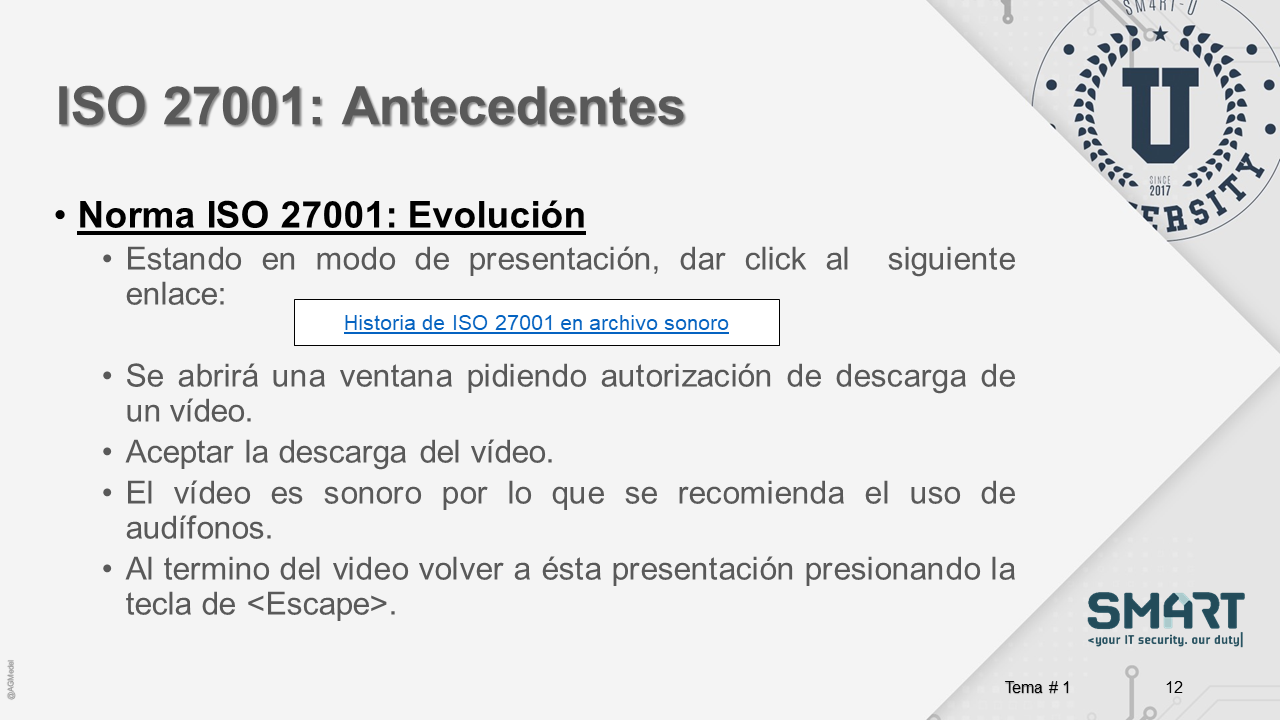 SM4RT-U
ISO 27001: Antecedentes
U
SINCE
2017
• Norma ISO 27001: Evolución
• Estando en modo de presentación, dar click al siguiente
enlace:
Historia de ISO 27001 en archivo sonoro
• Se abrirá una ventana pidiendo autorización de descarga de
un vídeo.
• Aceptar la descarga del vídeo.
• El vídeo es sonoro por lo que se recomienda el uso de
audífonos.
• Al termino del video volver a ésta presentación presionando la
tecla de <Escape>.
SM4RT
<your IT security. our duty|
@AGMedel
Tema # 1
12